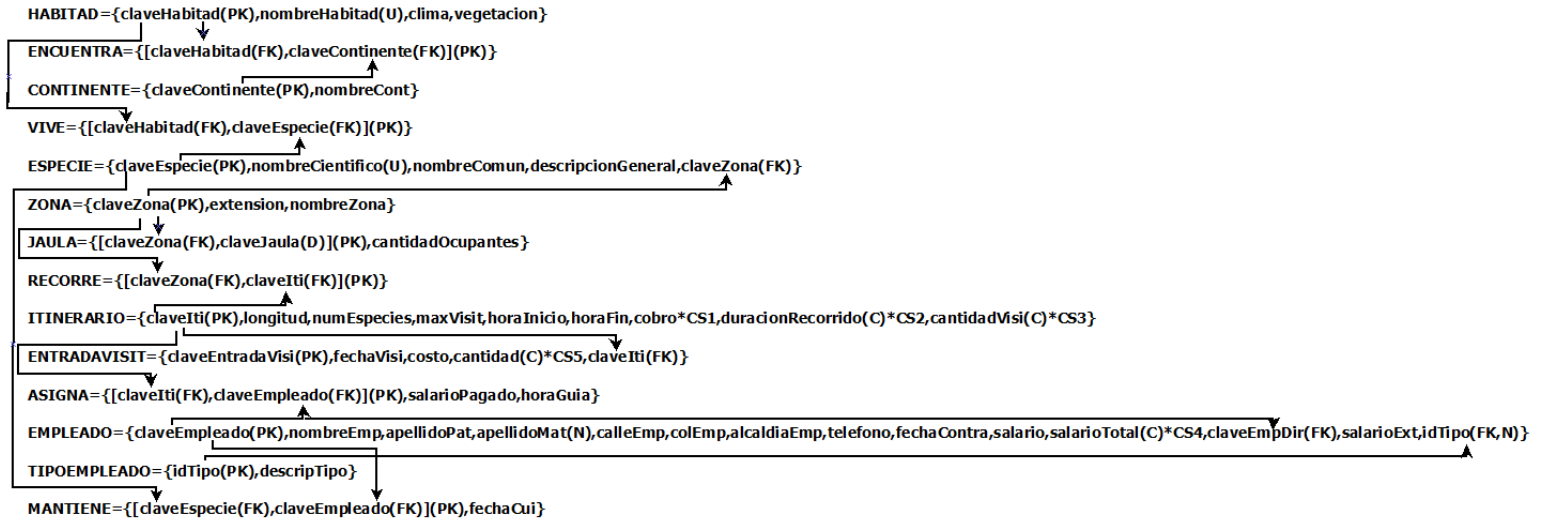 HABITAD={claveHabitad(PK),nombreHabitad(U),clima,vegetacion}
ENCUENTRA={[claveHabitad(FK),claveContinente(FK)](PK)}
CONTINENTE={claveContinente(PK),nombreCont}
VIVE={[claveHabitad(FK),claveEspecie(FK)](PK)}
ESPECIE={claveEspecie(PK),nombreCientifico(U),nombreComun,descripcionGeneral,claveZona(FK)}
ZONA={claveZona(PK),extension,nombreZona}
JAULA={[claveZona(FK),claveJaula(D)](PK),cantidadOcupantes}
RECORRE={[claveZona(FK),claveIti(FK)](PK)}
ITINERARIO={claveIti(PK),longitud,numEspecies,maxVisit,horaInicio,horaFin,cobro*CS1,duracionRecorrido(C)*CS2,cantidadVisi(C)*CS3}
ENTRADAVISIT={claveEntradaVisi(PK),fechaVisi,costo,cantidad(C)*CS5,claveIti(FK)}
ASIGNA={[claveIti(FK),claveEmpleado(FK)](PK),salarioPagado,horaGuia}
EMPLEADO={claveEmpleado(PK),nombreEmp,apellidoPat,apellidoMat(N),calleEmp,colEmp,alcaldiaEmp,telefono,fechaContra,salario,salarioTotal(C)*CS4,claveEmpDir(FK),salarioExt,idTipo(FK,N)}
TIPOEMPLEADO={idTipo(PK),descripTipo}
MANTIENE={[claveEspecie(FK),claveEmpleado(FK)](PK),fechaCui}